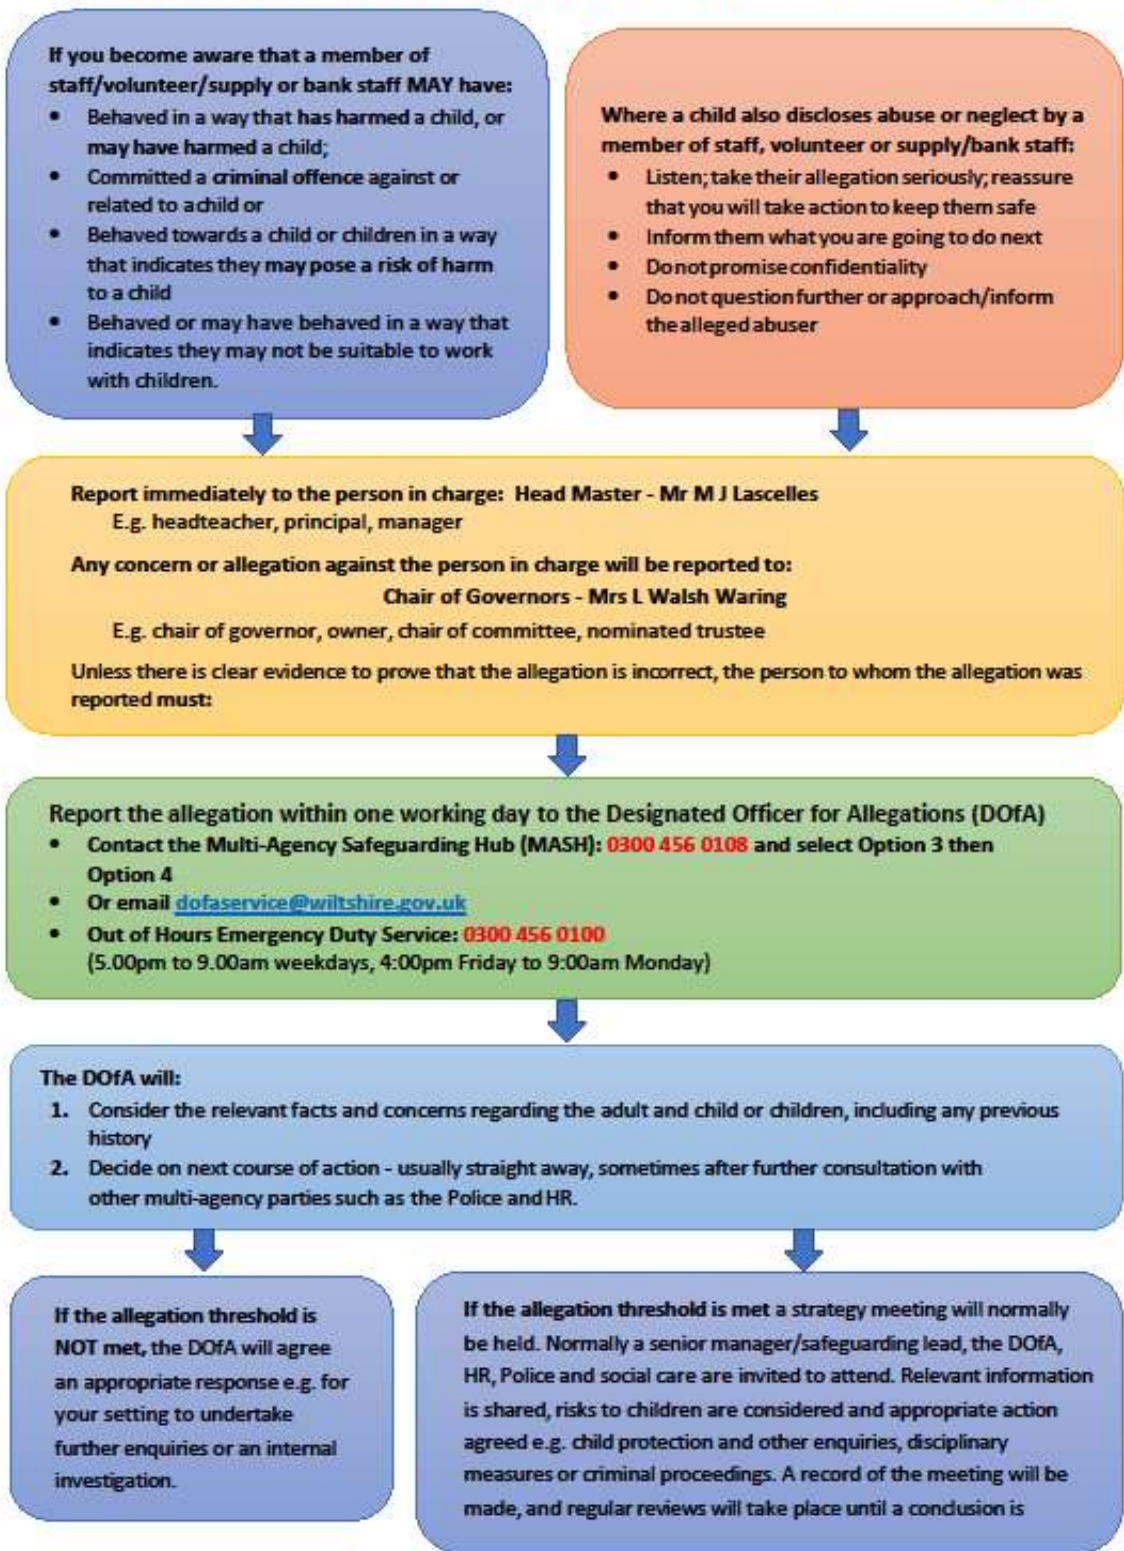 If you become aware that a member of
staff/volunteer/supply or bank staff MAY have:
• Behaved in a way that has harmed a child, or
may have harmed a child;
• Committed a criminal offence against or
related to a child or
• Behaved towards a child or children in a way
that indicates they may pose a risk of harm
to a child
• Behaved or may have behaved in a way that
indicates they may not be suitable to work
with children.
Where a child also discloses abuse or neglect by a
member of staff, volunteer or supply/bank staff:
• Listen; take their allegation seriously; reassure
that you will take action to keep them safe
• Inform them what you are going to do next
• Do not promise confidentiality
• Do not question further or approach/inform
the alleged abuser
Report immediately to the person in charge: Head Master - Mr M J Lascelles
E.g. headteacher, principal, manager
Any concern or allegation against the person in charge will be reported to:
Chair of Governors - Mrs L Walsh Waring
E.g. chair of governor, owner, chair of committee, nominated trustee
Unless there is clear evidence to prove that the allegation is incorrect, the person to whom the allegation was
reported must:
Report the allegation within one working day to the Designated Officer for Allegations (DOfA)
• Contact the Multi-Agency Safeguarding Hub (MASH): 0300 456 0108 and select Option 3 then
Option 4
• Or email dofaservice@wiltshire.gov.uk
• Out of Hours Emergency Duty Service: 0300 456 0100
(5.00pm to 9.00am weekdays, 4:00pm Friday to 9:00am Monday)
The DOfA will:
1. Consider the relevant facts and concerns regarding the adult and child or children, including any previous
history
2. Decide on next course of action - usually straight away, sometimes after further consultation with
other multi-agency parties such as the Police and HR.
If the allegation threshold is
NOT met, the DOfA will agree
an appropriate response e.g. for
your setting to undertake
further enquiries or an internal
investigation.
If the allegation threshold is met a strategy meeting will normally
be held. Normally a senior manager/safeguarding lead, the DOfA,
HR, Police and social care are invited to attend. Relevant information
is shared, risks to children are considered and appropriate action
agreed e.g. child protection and other enquiries, disciplinary
measures or criminal proceedings. A record of the meeting will be
made, and regular reviews will take place until a conclusion is